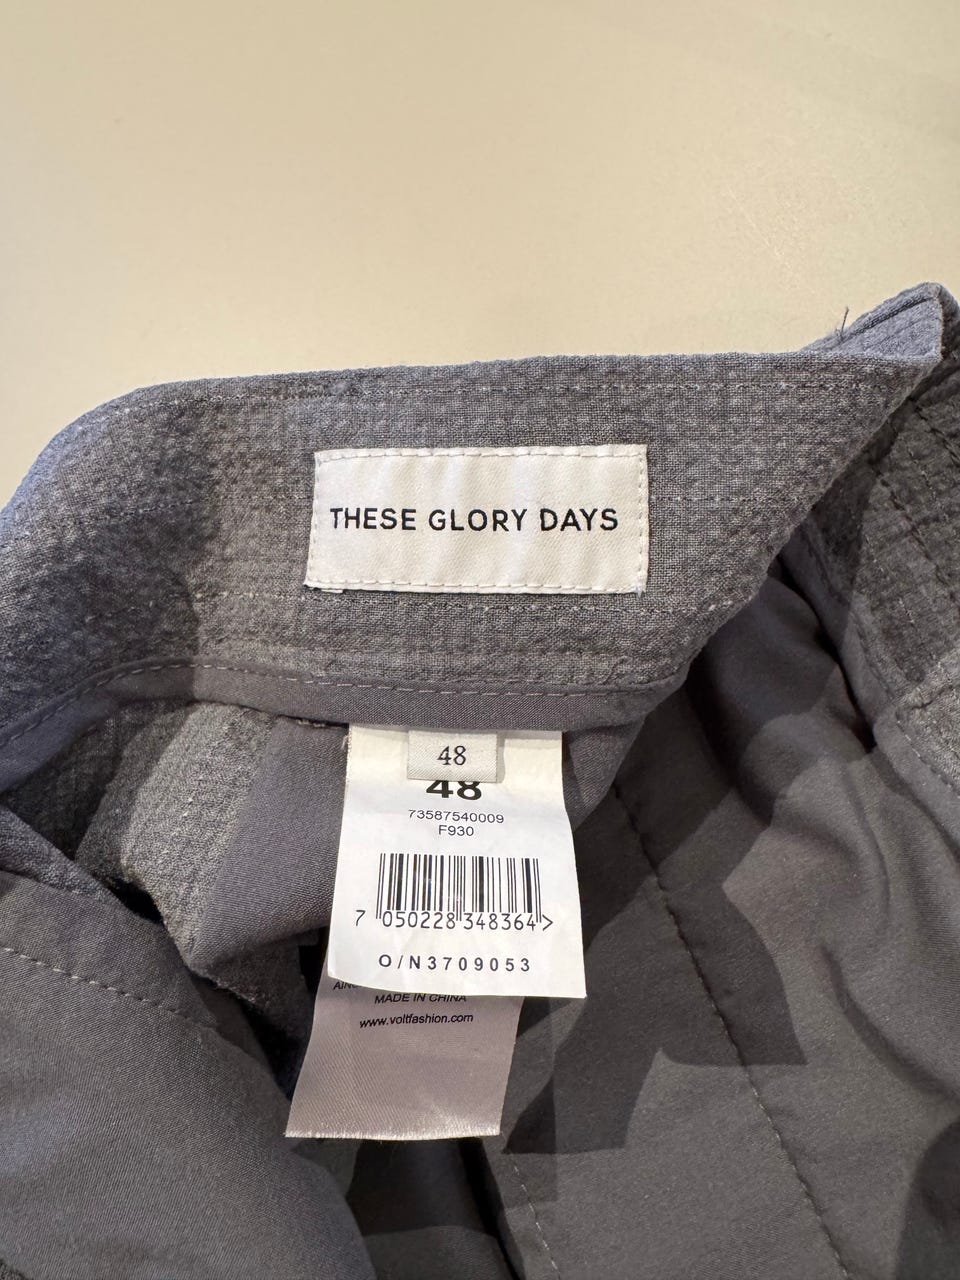 THESE GLORY DAYS
48
48
73587540009
F930
7 050228 348364>
O/N3709053
MADE IN CHINA
www.voltfashion.com